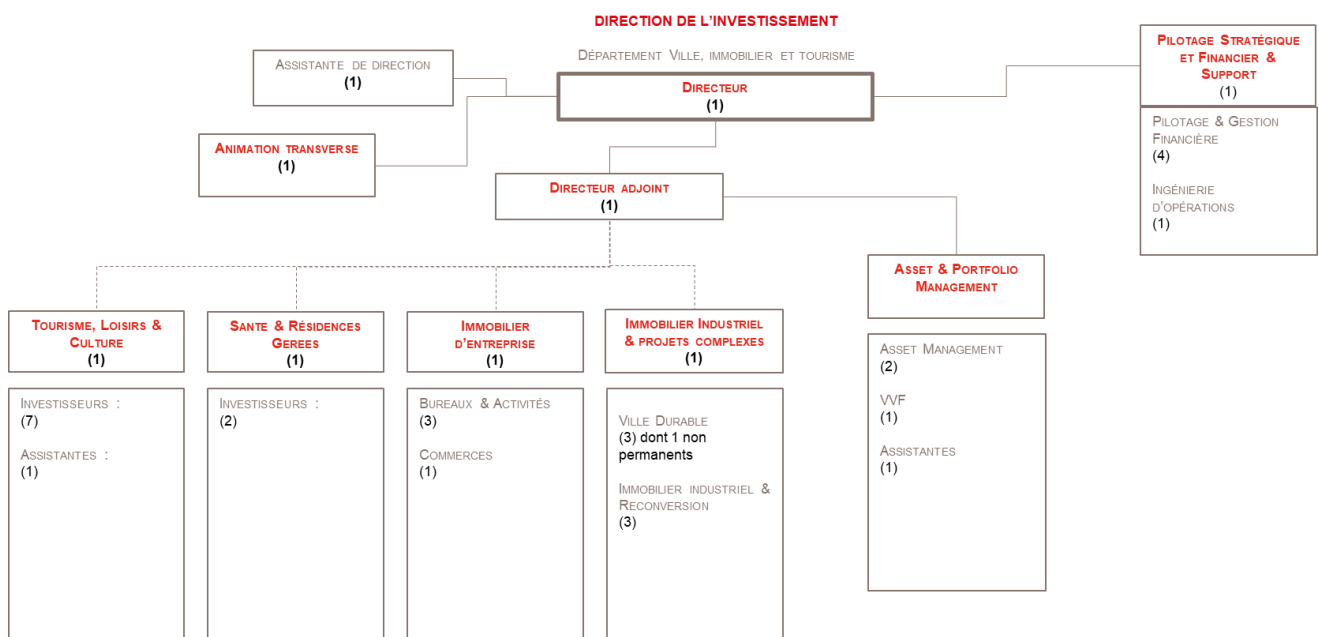 DIRECTION DE L'INVESTISSEMENT
DÉPARTEMENT VILLE, IMMOBILIER ET TOURISME
ASSISTANTE DE DIRECTION
(1)
DIRECTEUR
(1)
PILOTAGE STRATÉGIQUE
ET FINANCIER &
SUPPORT
(1)
PILOTAGE & GESTION
FINANCIÈRE
(4)
INGÉNIERIE
D'OPÉRATIONS
(1)
ANIMATION TRANSVERSE
(1)
DIRECTEUR ADJOINT
(1)
ASSET & PORTFOLIO
MANAGEMENT
ASSET MANAGEMENT
(2)
VVF
(1)
ASSISTANTES
(1)
TOURISME, LOISIRS &
CULTURE
(1)
INVESTISSEURS :
(7)
ASSISTANTES :
(1)
SANTE & RÉSIDENCES
GEREES
(1)
INVESTISSEURS :
(2)
IMMOBILIER
D'ENTREPRISE
(1)
BUREAUX & ACTIVITÉS
(3)
COMMERCES
(1)
IMMOBILIER INDUSTRIEL
& PROJETS COMPLEXES
(1)
VILLE DURABLE
(3) dont 1 non
permanents
IMMOBILIER INDUSTRIEL &
RECONVERSION
(3)